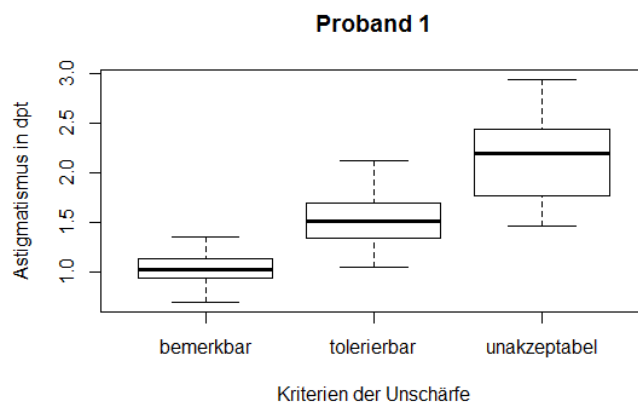 Proband 1
Astigmatismus in dpt
3.0
2.5
2.0
1.5
1.0
bemerkbar tolerierbar unakzeptabel
Kriterien der Unschärfe